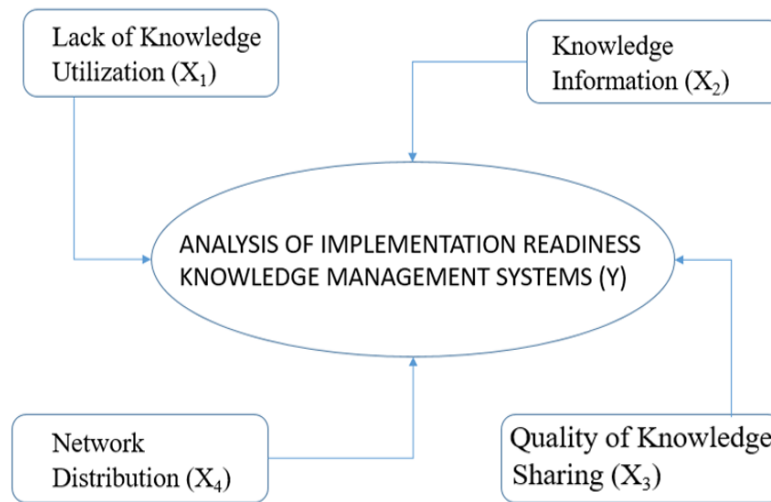 Lack of Knowledge
Utilization (X₁)
Knowledge
Information (X₂)
ANALYSIS OF IMPLEMENTATION READINESS
KNOWLEDGE MANAGEMENT SYSTEMS (Y)
Network
Distribution (X₄)
Quality of Knowledge
Sharing (X₃)